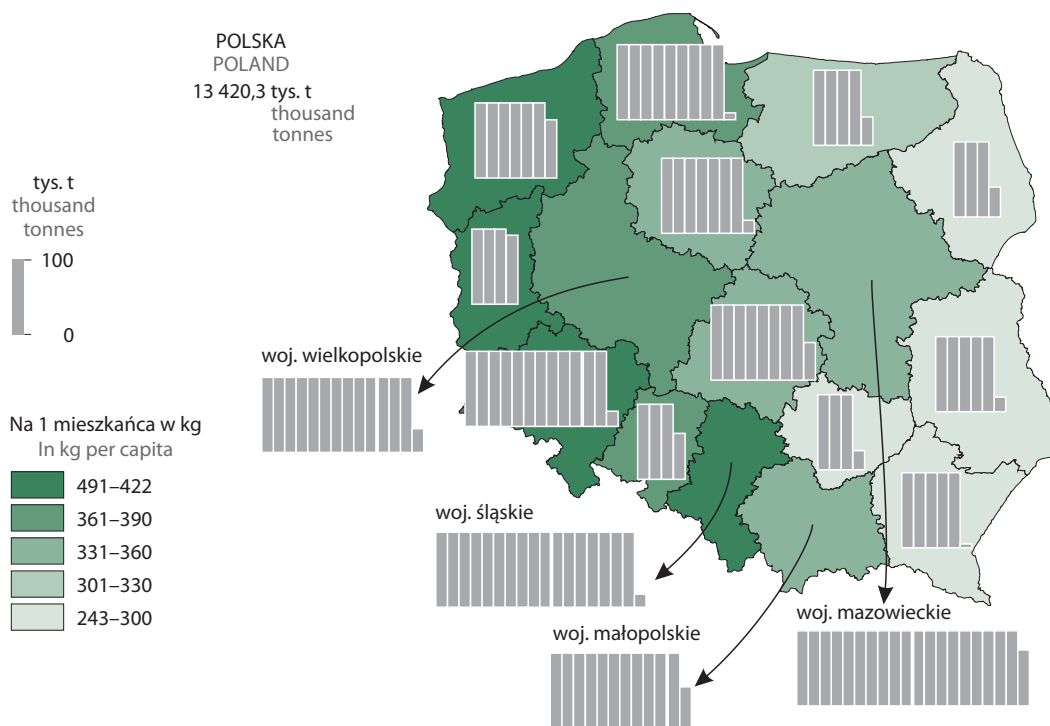 POLSKA
POLAND
13 420,3 tys. t
thousand
tonnes
tys. t
thousand
tonnes
100
0
woj. wielkopolskie
Na 1 mieszkańca w kg
In kg per capita
491–422
361–390
331–360
301–330
243–300
woj. śląskie
woj. małopolskie
woj. mazowieckie